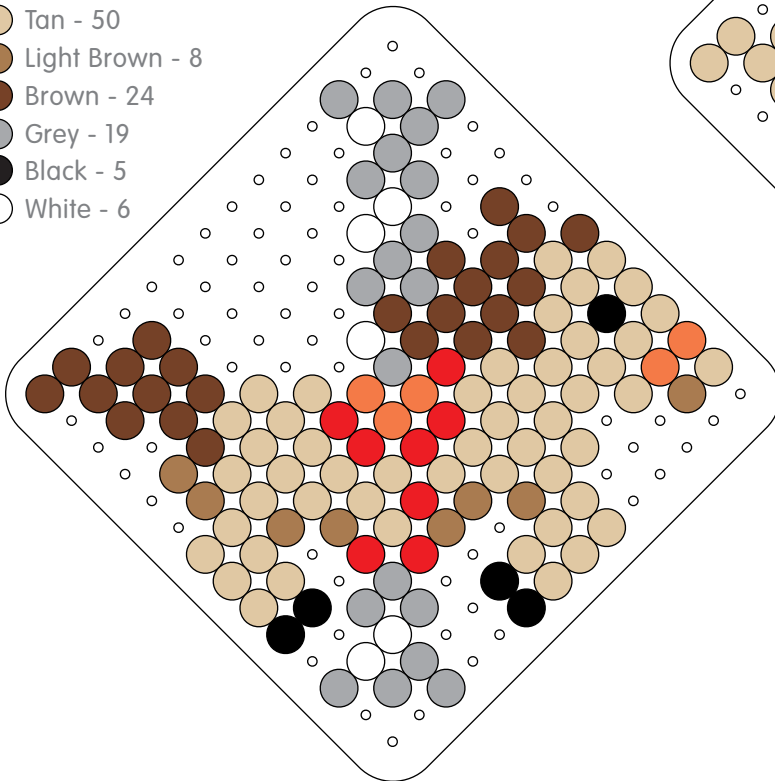 Tan - 50
Light Brown - 8
Brown - 24
Grey - 19
Black - 5
White - 6